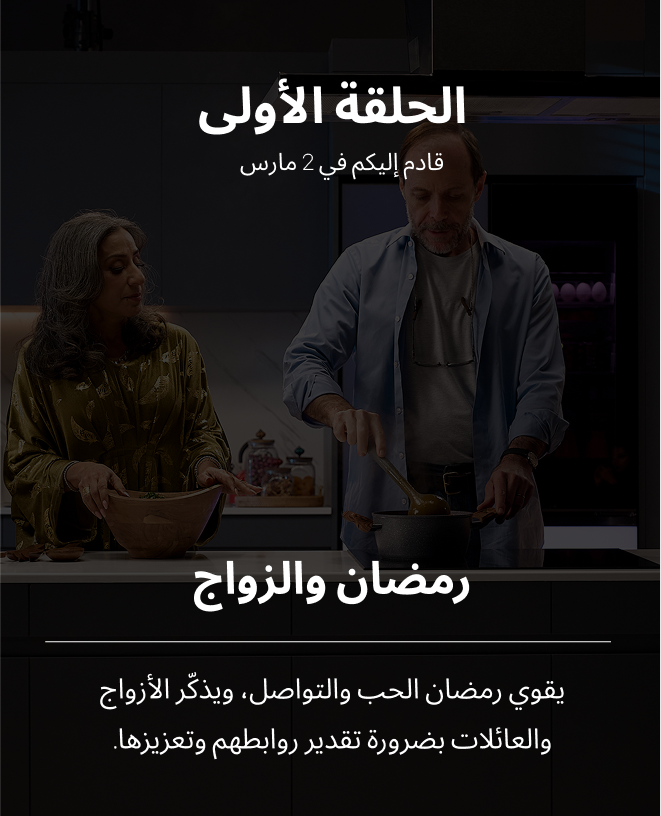 الحلقة الأولى
قادم إليكم في 2 مارس
رمضان والزواج
يقوي رمضان الحب والتواصل، ويذكّر الأزواج
والعائلات بضرورة تقدير روابطهم وتعزيزها.